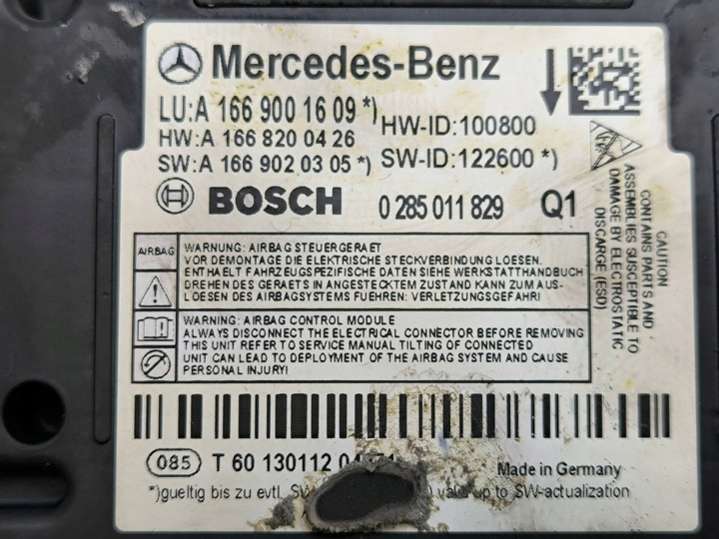 Mercedes-Benz
LU:A 166 900 16 09 *)
HW:A 166 820 04 26
HW-ID:100800
SW:A 166 902 03 05 *)
SW-ID:122600 *)
BOSCH 0 285 011 829 Q1
CAUTION
CONTAINS PARTS AND
ASSEMBLIES SUSCEPTIBLE TO
DAMAGE BY ELECTROSTATIC
DISCHARGE (ESD)
AIRBAG
WARNUNG: AIRBAG STEUERGERAET
VOR DEMONTAGE DIE ELEKTRISCHE STECKVERBINDUNG LOESEN.
ENTHAELT FAHRZEUGSPEZIFISCHE DATEN SIEHE WERKSTATTHANDBUCH
DREHEN DES GERAETS IN ANGESTECKTEM ZUSTAND KANN ZUM AUS-
LOESEN DES AIRBAGSYSTEMS FUEHREN: VERLETZUNGSGEFAHR!
WARNING: AIRBAG CONTROL MODULE
ALWAYS DISCONNECT THE ELECTRICAL CONNECTOR BEFORE REMOVING
THIS UNIT REFER TO SERVICE MANUAL TILTING OF CONNECTED
UNIT CAN LEAD TO DEPLOYMENT OF THE AIRBAG SYSTEM AND CAUSE
PERSONAL INJURY!
085 T 60 130112
Made in Germany
*)gueltig bis zu evtl. up to SW-actualization